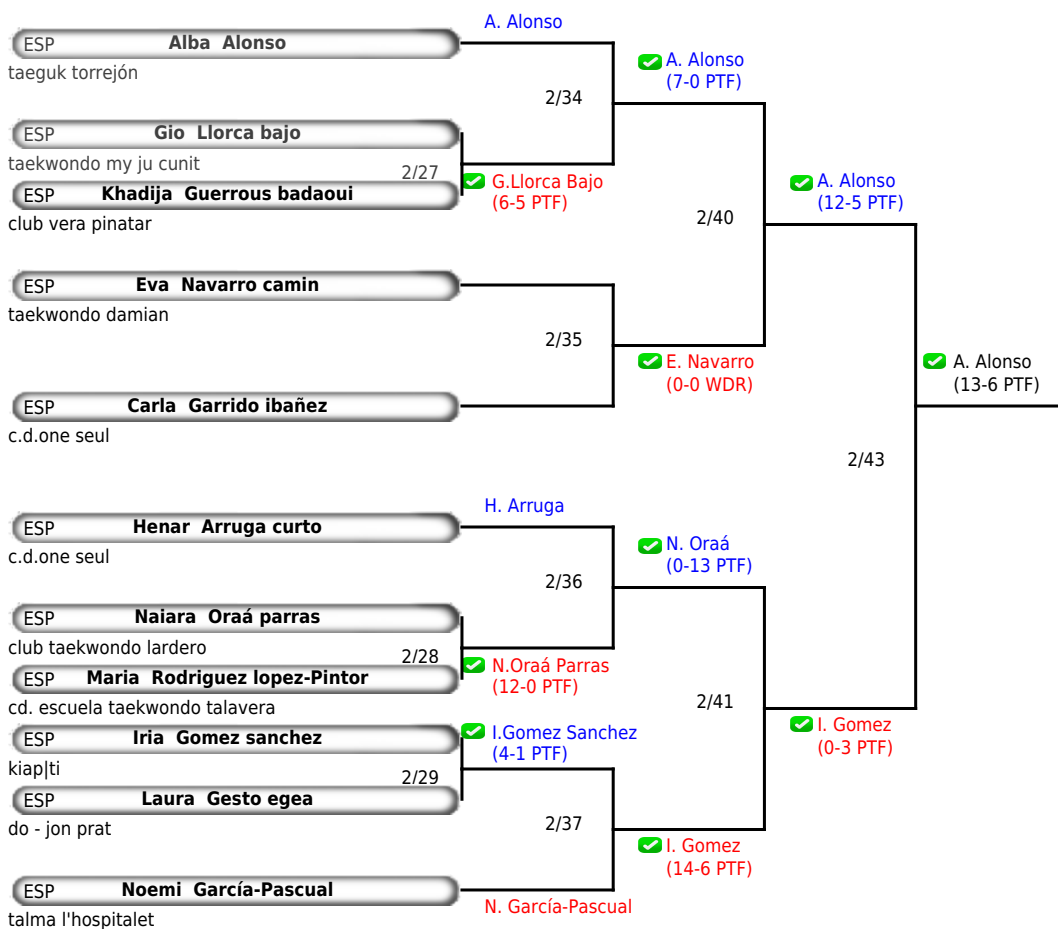 A. Alonso
ESP Alba Alonso
taeguk torrejón
A. Alonso
(7-0 PTF)
2/34
ESP Gio Llorca bajo
taekwondo my ju cunit
2/27
G.Llorca Bajo
(6-5 PTF)
ESP Khadija Guerrous badaoui
club vera pinatar
A. Alonso
(12-5 PTF)
2/40
ESP Eva Navarro camin
taekwondo damian
2/35
E. Navarro
(0-0 WDR)
A. Alonso
(13-6 PTF)
ESP Carla Garrido ibañez
c.d.one seul
2/43
H. Arruga
ESP Henar Arruga curto
c.d.one seul
N. Oraá
(0-13 PTF)
2/36
ESP Naiara Oraá parras
club taekwondo lardero
2/28
N.Oraá Parras
(12-0 PTF)
ESP Maria Rodriguez lopez-Pintor
cd. escuela taekwondo talavera
2/41
I. Gomez
(0-3 PTF)
I.Gomez Sanchez
(4-1 PTF)
ESP Iria Gomez sanchez
kiap|ti
2/29
ESP Laura Gesto egea
do - jon prat
2/37
I. Gomez
(14-6 PTF)
ESP Noemi García-Pascual
N. García-Pascual
talma l'hospitalet